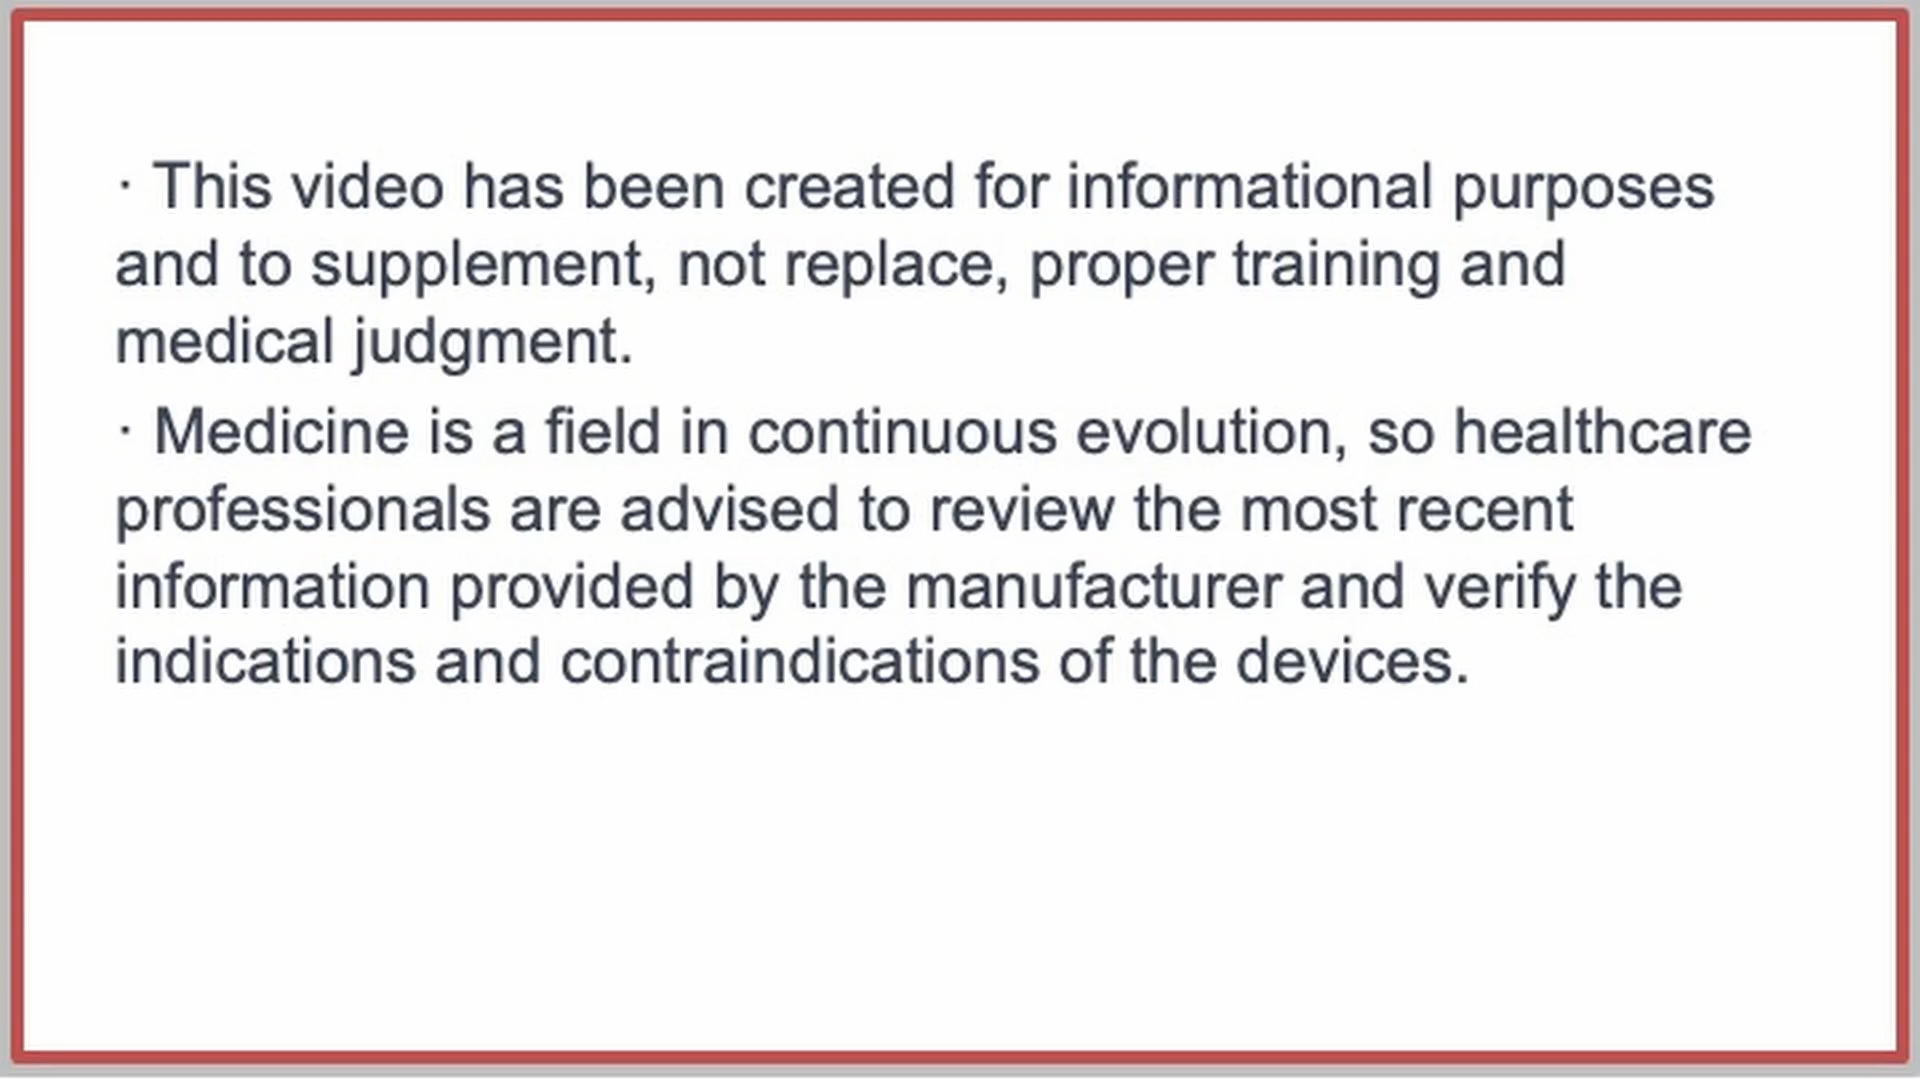 · This video has been created for informational purposes
and to supplement, not replace, proper training and
medical judgment.
· Medicine is a field in continuous evolution, so healthcare
professionals are advised to review the most recent
information provided by the manufacturer and verify the
indications and contraindications of the devices.